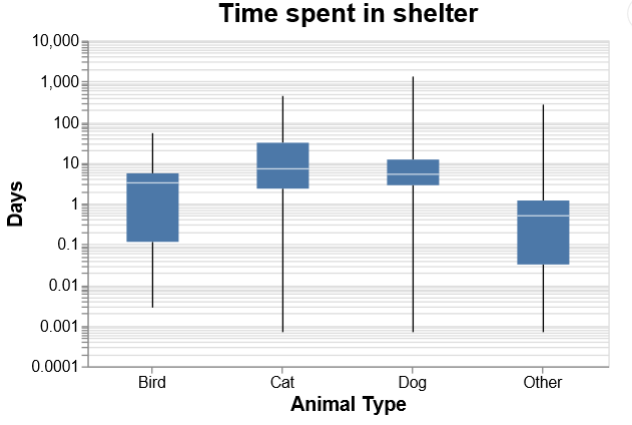 Time spent in shelter
10,000
1,000
100
10
1
0.1
0.01
0.001
0.0001
Days
Bird Cat Dog Other
Animal Type